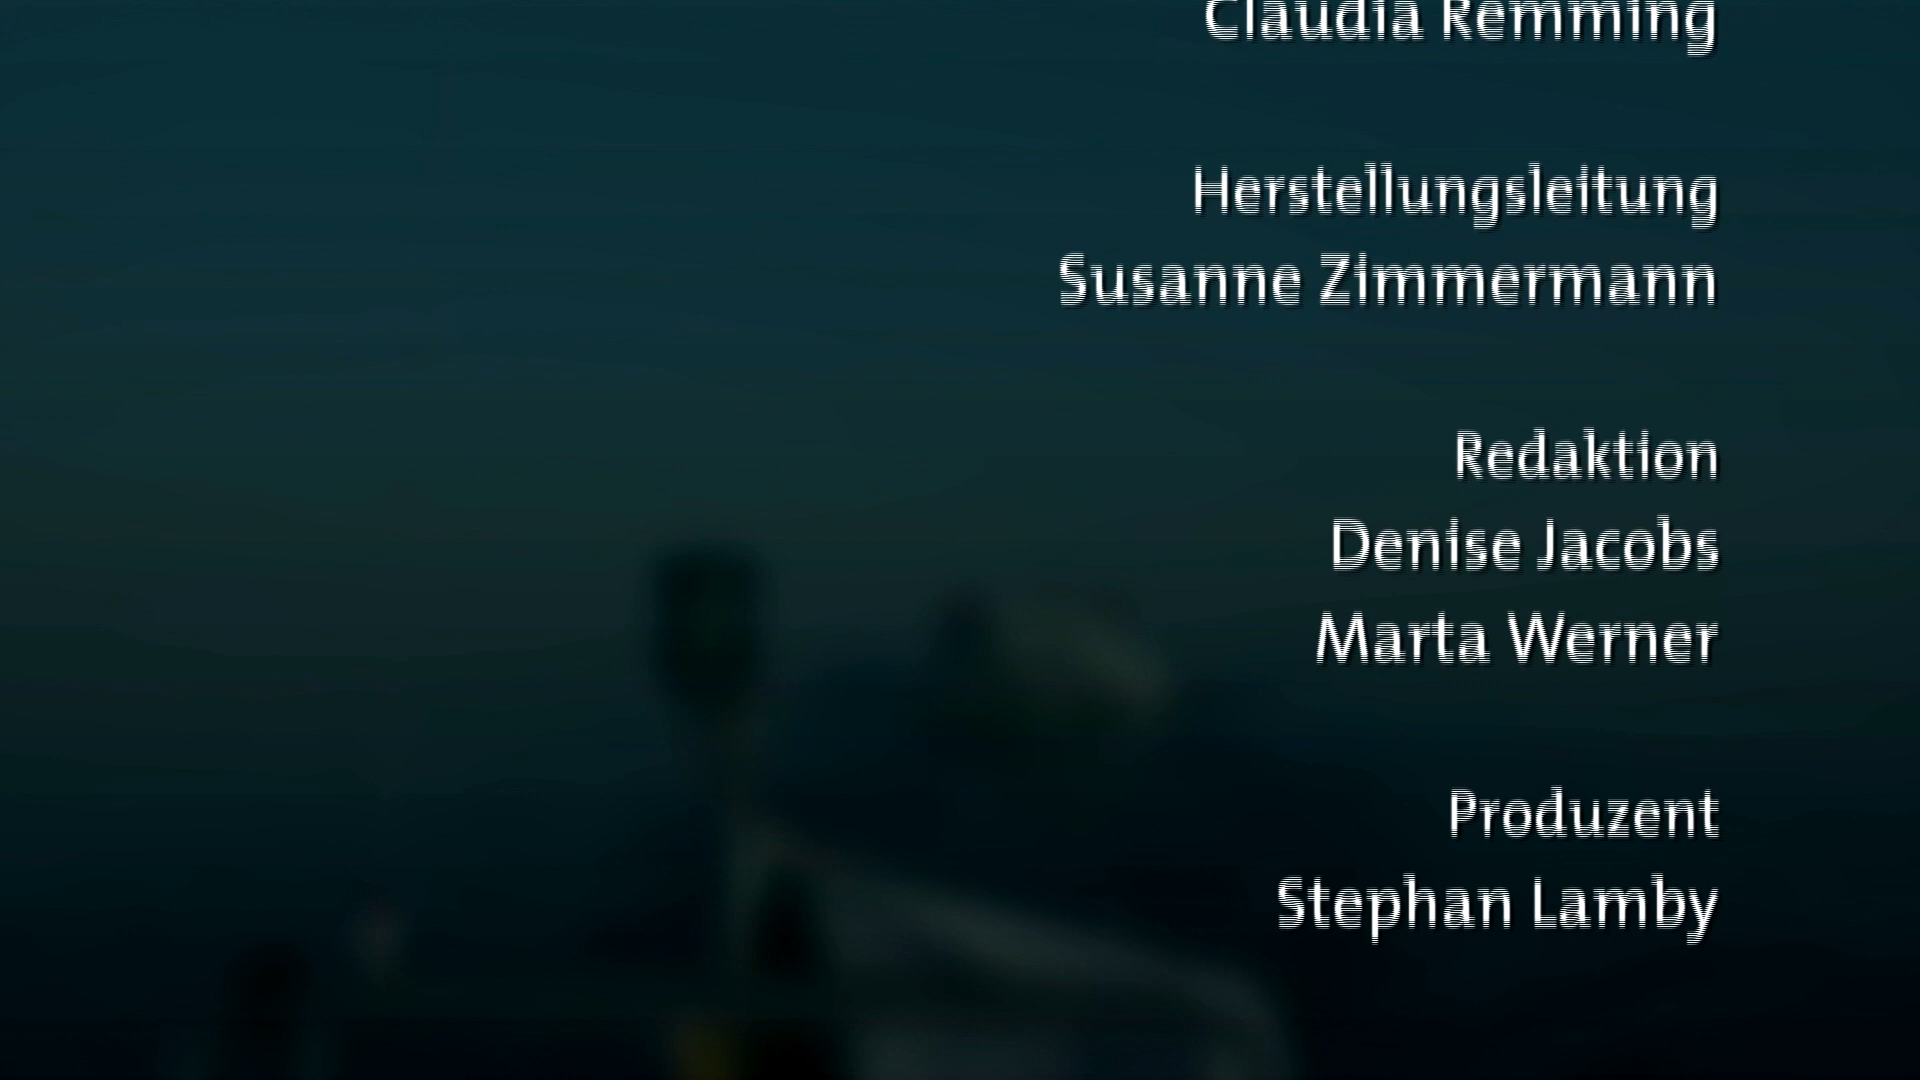 Claudia Remming
Herstellungsleitung
Susanne Zimmermann
Redaktion
Denise Jacobs
Marta Werner
Produzent
Stephan Lamby